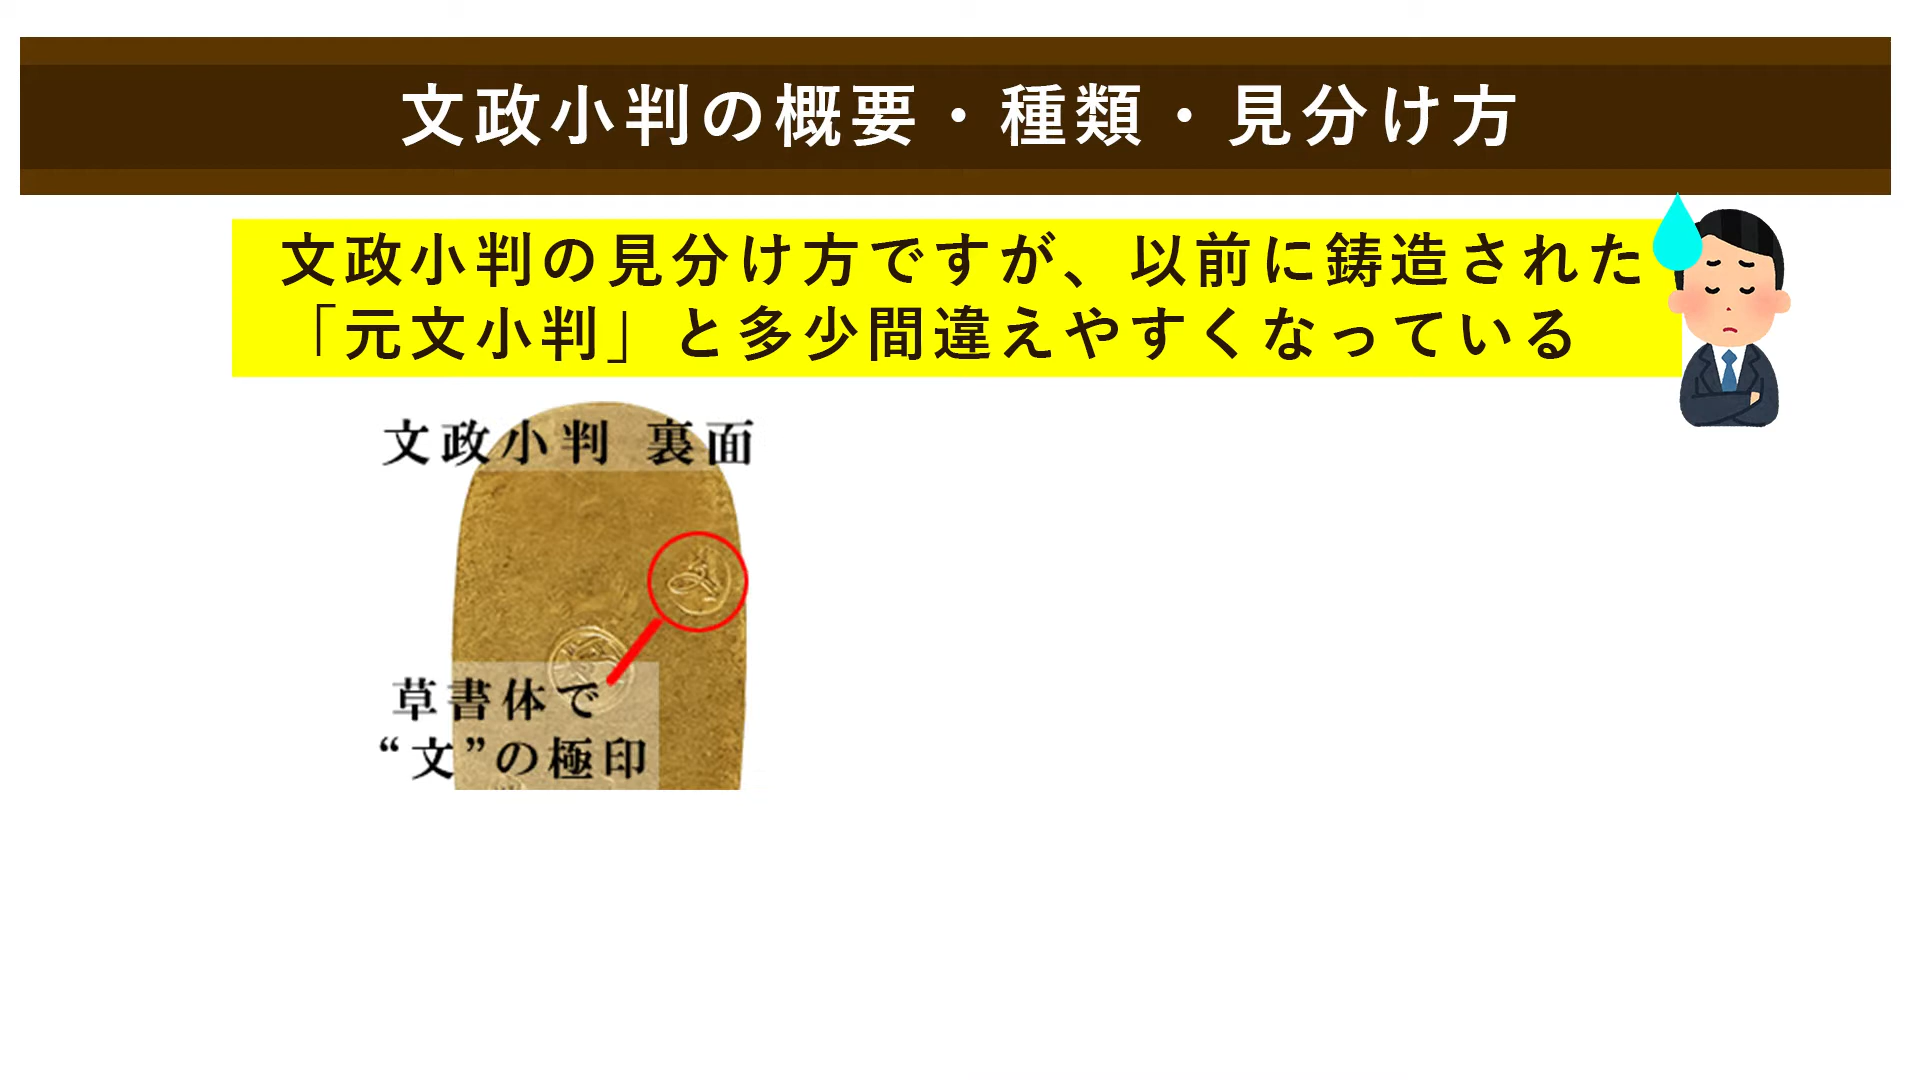 文政小判の概要・種類・見分け方
文政小判の見分け方ですが、以前に鋳造された
「元文小判」と多少間違えやすくなっている
文政小判 裏面
草書体で
“文”の極印